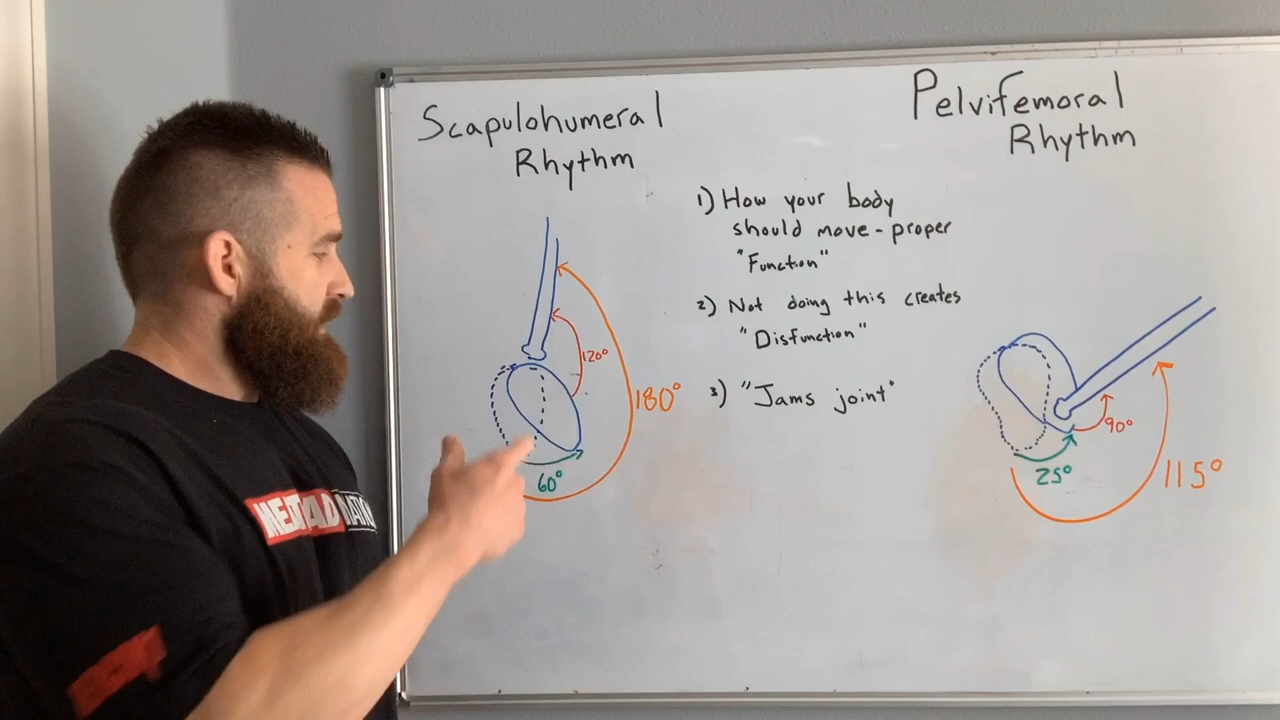 Scapulohumeral
Rhythm
120°
180°
60°
1) How your body
should move - proper
"Function"
2) Not doing this creates
"Disfunction"
3) "Jams joint"
Pelvifemoral
Rhythm
90°
25°
115°